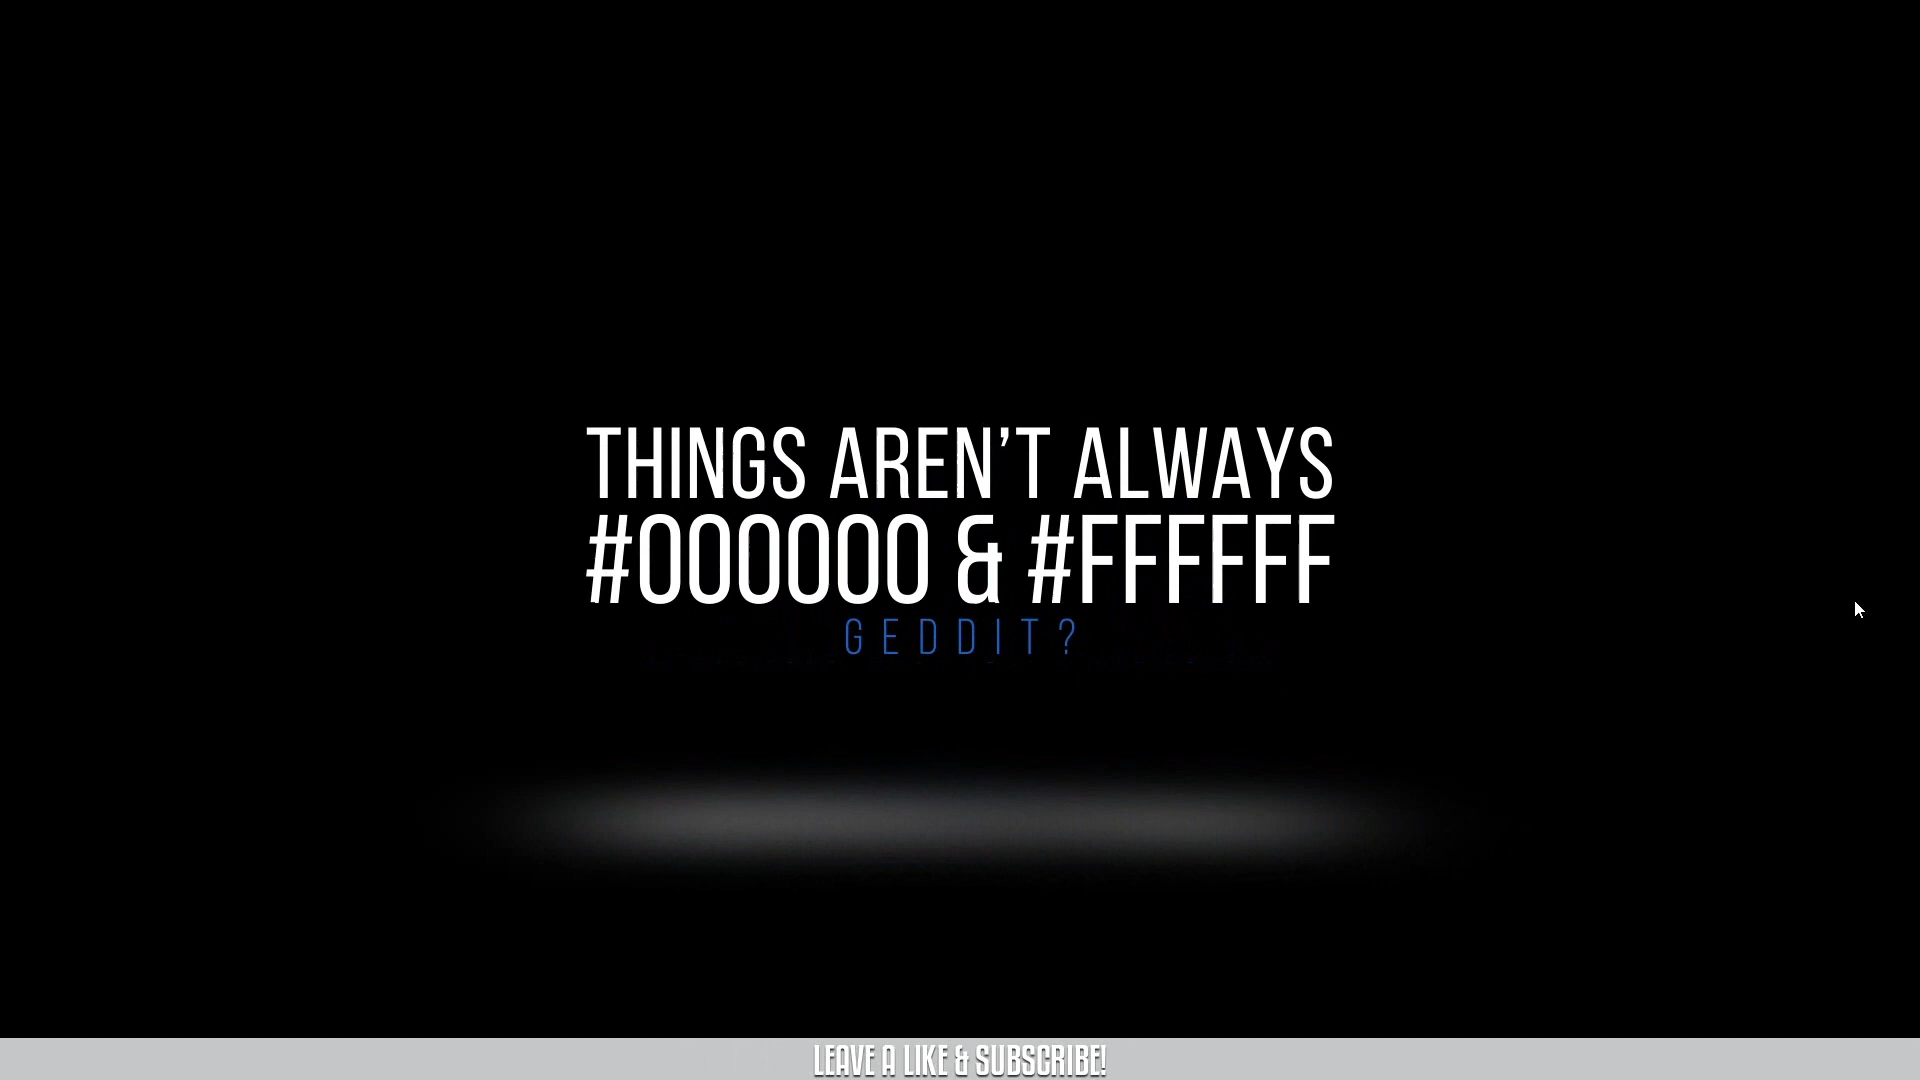 THINGS AREN’T ALWAYS
#000000 & #FFFFFF
GEDDIT?
LEAVE A LIKE & SUBSCRIBE!